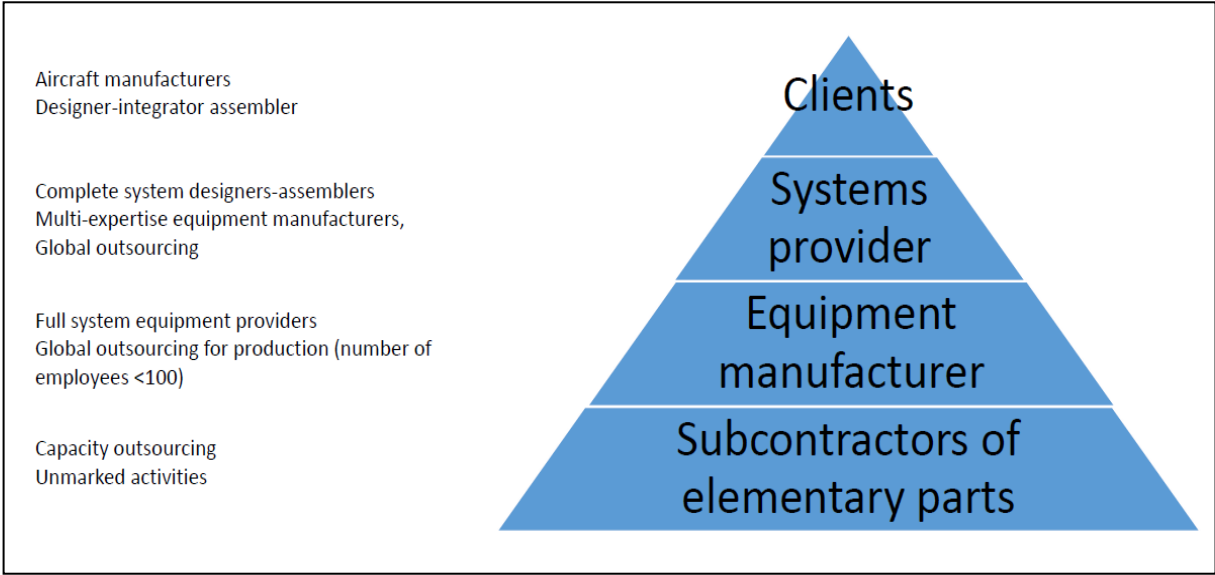 Aircraft manufacturers
Designer-integrator assembler
Clients
Complete system designers-assemblers
Multi-expertise equipment manufacturers,
Global outsourcing
Systems
provider
Full system equipment providers
Global outsourcing for production (number of
employees <100)
Equipment
manufacturer
Capacity outsourcing
Unmarked activities
Subcontractors of
elementary parts